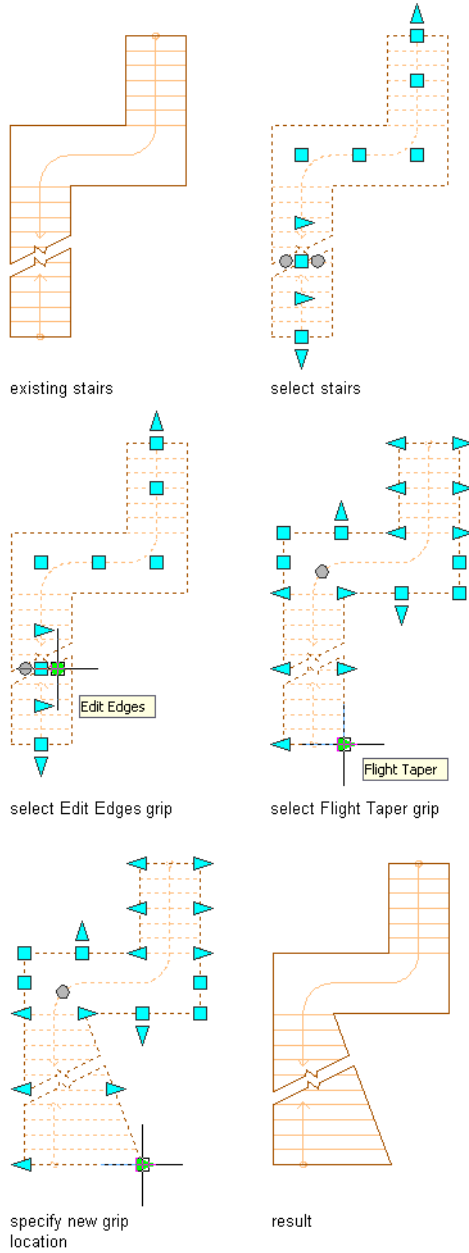 existing stairs
select stairs
Edit Edges
select Edit Edges grip
Flight Taper
select Flight Taper grip
specify new grip
location
result